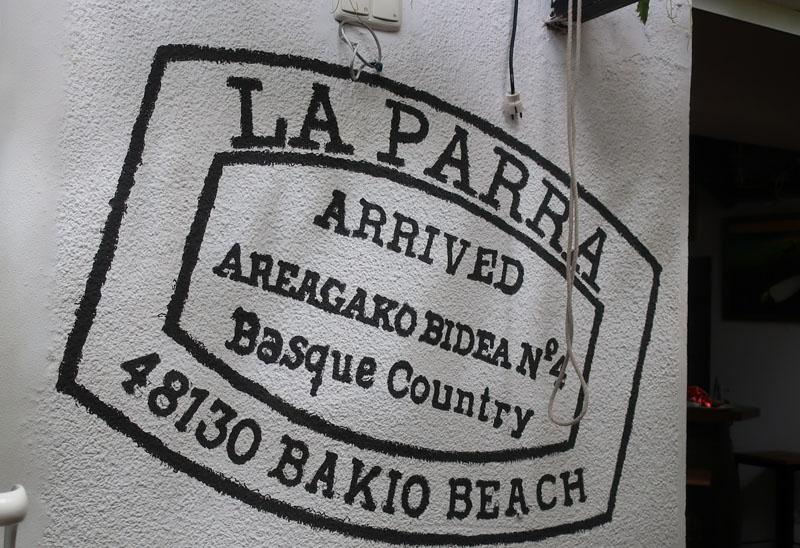 LA PARRA
ARRIVED
AREAGAKO BIDEA Nº4
Basque Country
48130 BAKIO BEACH